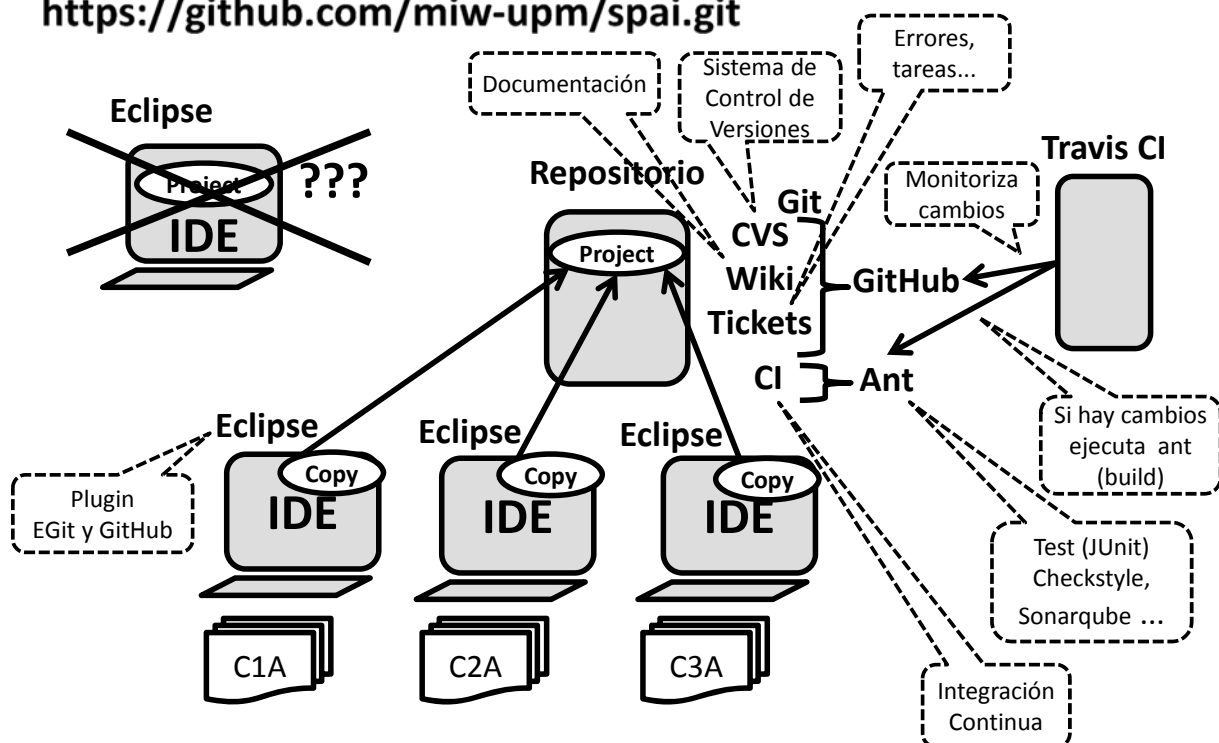 https://github.com/miw-upm/spai.git
Errores,
tareas...
Documentación
Sistema de
Control de
Versiones
Eclipse
Project
???
IDE
Repositorio
Project
Git
CVS
Wiki
Tickets
GitHub
CI
Ant
Travis CI
Monitoriza
cambios
Si hay cambios
ejecuta ant
(build)
Eclipse
Copy
IDE
Eclipse
Copy
IDE
Eclipse
Copy
IDE
Plugin
EGit y GitHub
Test (JUnit)
Checkstyle,
Sonarqube ...
C1A
C2A
C3A
Integración
Continua